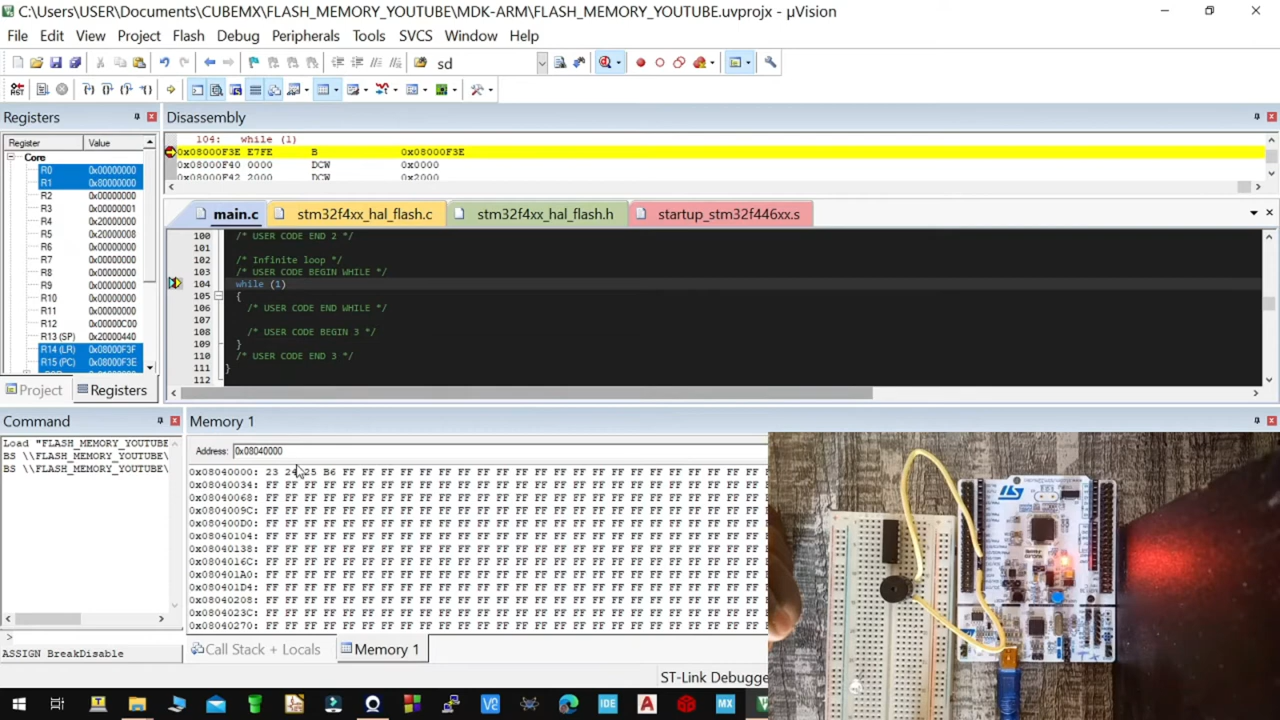 C:\Users\USER\Documents\CUBEMX\FLASH_MEMORY_YOUTUBE\MDK-ARM\FLASH_MEMORY_YOUTUBE.uvprojx - µVision
File Edit View Project Flash Debug Peripherals Tools SVCS Window Help
sd
Registers
Register Value
Core
R0 0x00000000
R1 0x80000000
R2 0x00000000
R3 0x00000001
R4 0x20000000
R5 0x20000008
R6 0x00000000
R7 0x00000000
R8 0x00000000
R9 0x00000000
R10 0x00000000
R11 0x00000000
R12 0x00000C00
R13 (SP) 0x20000440
R14 (LR) 0x08000F3F
R15 (PC) 0x08000F3E
Project Registers
Disassembly
104: while (1)
0x08000F3E E7FE B 0x08000F3E
0x08000F40 0000 DCW 0x0000
0x08000F42 2000 DCW 0x2000
main.c stm32f4xx_hal_flash.c stm32f4xx_hal_flash.h startup_stm32f446xx.s
100 /* USER CODE END 2 */
101
102 /* Infinite loop */
103 /* USER CODE BEGIN WHILE */
104 while (1)
105 {
106 /* USER CODE END WHILE */
107
108 /* USER CODE BEGIN 3 */
109 }
110 /* USER CODE END 3 */
111 }
112
Command
Load "FLASH_MEMORY_YOUTUBE
BS \\FLASH_MEMORY_YOUTUBE\
BS \\FLASH_MEMORY_YOUTUBE\
>
ASSIGN BreakDisable
Memory 1
Address: 0x08040000
0x08040000: 23 24 25 B6 FF FF FF FF FF FF FF FF FF FF FF FF FF FF FF FF FF FF FF FF FF FF
0x08040034: FF FF FF FF FF FF FF FF FF FF FF FF FF FF FF FF FF FF FF FF FF FF FF FF FF FF
0x08040068: FF FF FF FF FF FF FF FF FF FF FF FF FF FF FF FF FF FF FF FF FF FF FF FF FF FF
0x0804009C: FF FF FF FF FF FF FF FF FF FF FF FF FF FF FF FF FF FF FF FF FF FF FF FF FF FF
0x080400D0: FF FF FF FF FF FF FF FF FF FF FF FF FF FF FF FF FF FF FF FF FF FF FF FF FF FF
0x08040104: FF FF FF FF FF FF FF FF FF FF FF FF FF FF FF FF FF FF FF FF FF FF FF FF FF FF
0x08040138: FF FF FF FF FF FF FF FF FF FF FF FF FF FF FF FF FF FF FF FF FF FF FF FF FF FF
0x0804016C: FF FF FF FF FF FF FF FF FF FF FF FF FF FF FF FF FF FF FF FF FF FF FF FF FF FF
0x080401A0: FF FF FF FF FF FF FF FF FF FF FF FF FF FF FF FF FF FF FF FF FF FF FF FF FF FF
0x080401D4: FF FF FF FF FF FF FF FF FF FF FF FF FF FF FF FF FF FF FF FF FF FF FF FF FF FF
0x08040208: FF FF FF FF FF FF FF FF FF FF FF FF FF FF FF FF FF FF FF FF FF FF FF FF FF FF
0x0804023C: FF FF FF FF FF FF FF FF FF FF FF FF FF FF FF FF FF FF FF FF FF FF FF FF FF FF
0x08040270: FF FF FF FF FF FF FF FF FF FF FF FF FF FF FF FF FF FF FF FF FF FF FF FF FF FF
Call Stack + Locals Memory 1
ST-Link Debugge
IDE
MX